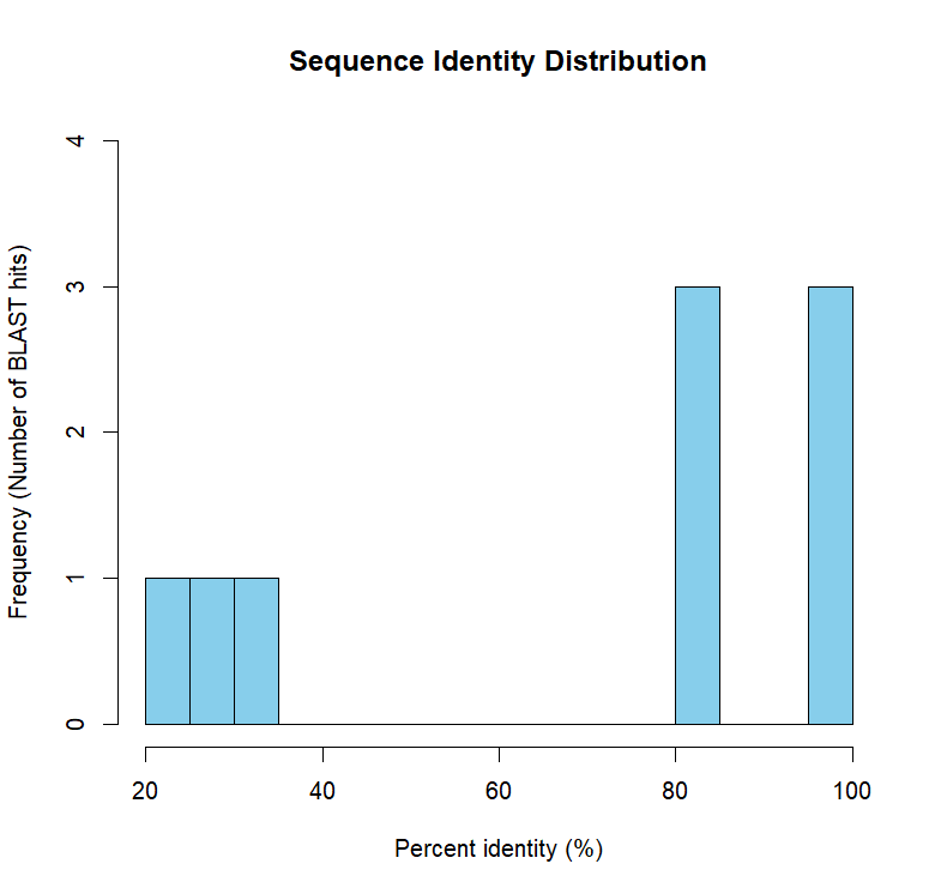 Sequence Identity Distribution
Frequency (Number of BLAST hits)
4
3
2
1
0
20 40 60 80 100
Percent identity (%)